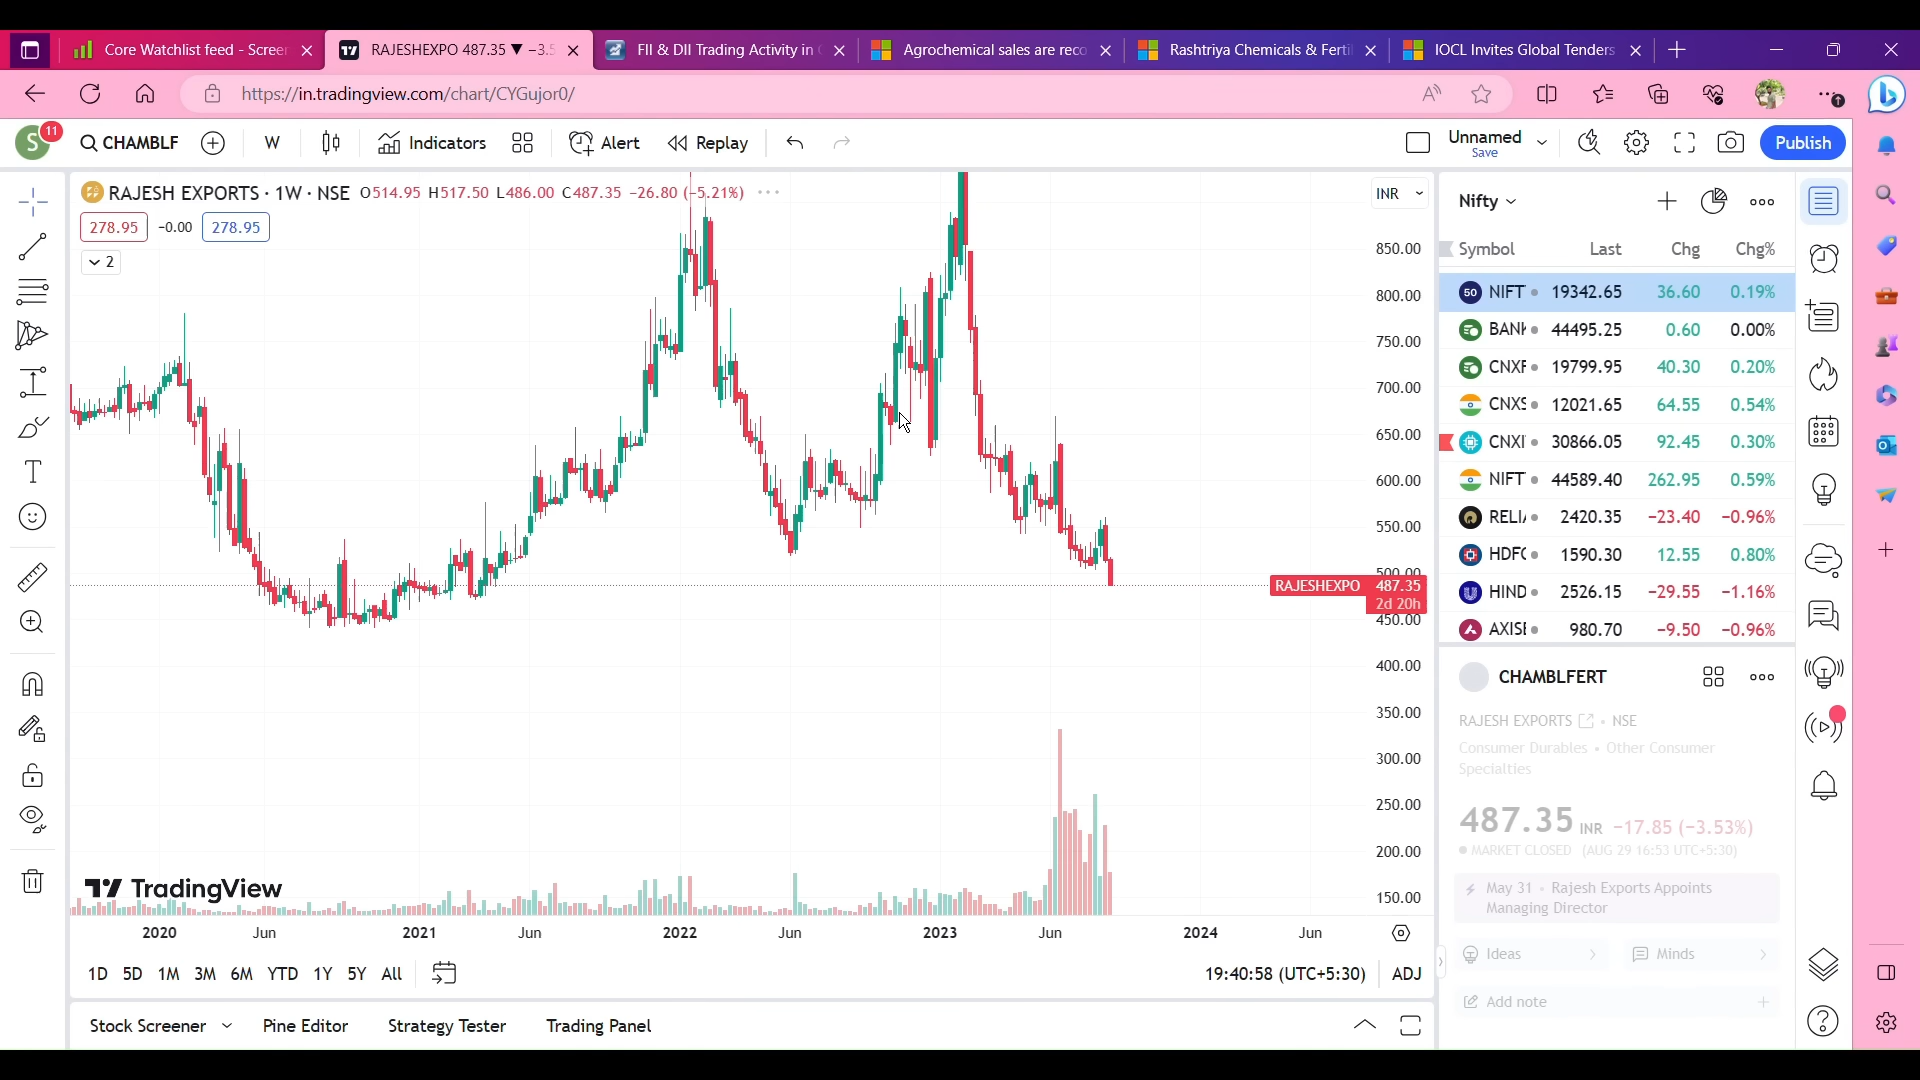 Core Watchlist feed - Screen
RAJESHEXPO 487.35 ▼ −3.5
FII & DII Trading Activity in
Agrochemical sales are reco
Rashtriya Chemicals & Ferti
IOCL Invites Global Tenders
https://in.tradingview.com/chart/CYGujor0/
S 11
CHAMBLF
W
Indicators
Alert
Replay
Unnamed
Save
Publish
RAJESH EXPORTS · 1W · NSE O514.95 H517.50 L486.00 C487.35 −26.80 (−5.21%)
278.95 −0.00 278.95
2
INR
850.00
800.00
750.00
700.00
650.00
600.00
550.00
500.00
RAJESHEXPO 487.35
2d 20h
450.00
400.00
350.00
300.00
250.00
200.00
150.00
TradingView
2020 Jun 2021 Jun 2022 Jun 2023 Jun 2024 Jun
1D 5D 1M 3M 6M YTD 1Y 5Y All
19:40:58 (UTC+5:30) ADJ
Stock Screener Pine Editor Strategy Tester Trading Panel
Nifty
Symbol Last Chg Chg%
50 NIFT 19342.65 36.60 0.19%
BANK 44495.25 0.60 0.00%
CNXF 19799.95 40.30 0.20%
CNXS 12021.65 64.55 0.54%
CNXI 30866.05 92.45 0.30%
NIFT 44589.40 262.95 0.59%
RELI 2420.35 −23.40 −0.96%
HDFC 1590.30 12.55 0.80%
HIND 2526.15 −29.55 −1.16%
AXISE 980.70 −9.50 −0.96%
CHAMBLFERT
RAJESH EXPORTS • NSE
Consumer Durables • Other Consumer
Specialties
487.35 INR −17.85 (−3.53%)
MARKET CLOSED (AUG 29 16:53 UTC+5:30)
May 31 • Rajesh Exports Appoints
Managing Director
Ideas
Minds
Add note